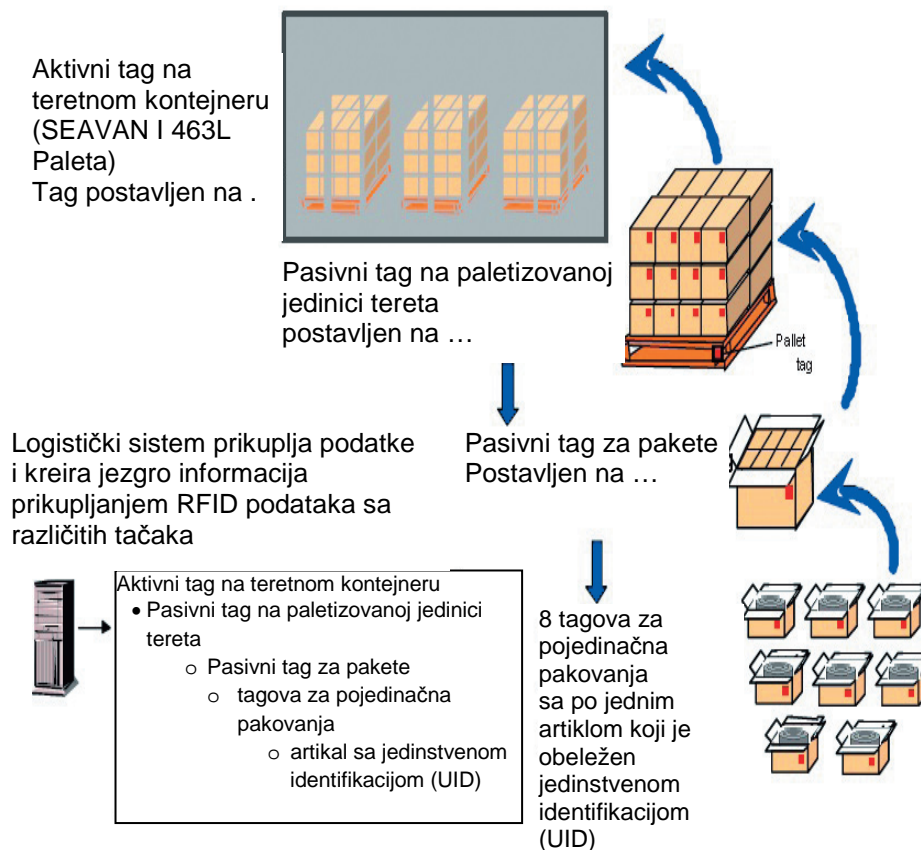 Aktivni tag na
teretnom kontejneru
(SEAVAN I 463L
Paleta)
Tag postavljen na .
Pasivni tag na paletizovanoj
jedinici tereta
postavljen na …
Pallet
tag
Logistički sistem prikuplja podatke
i kreira jezgro informacija
prikupljanjem RFID podataka sa
različitih tačaka
Pasivni tag za pakete
Postavljen na …
Aktivni tag na teretnom kontejneru
• Pasivni tag na paletizovanoj jedinici
tereta
o Pasivni tag za pakete
o tagova za pojedinačna
pakovanja
o artikal sa jedinstvenom
identifikacijom (UID)
8 tagova za
pojedinačna
pakovanja
sa po jednim
artiklom koji je
obeležen
jedinstvenom
identifikacijom
(UID)